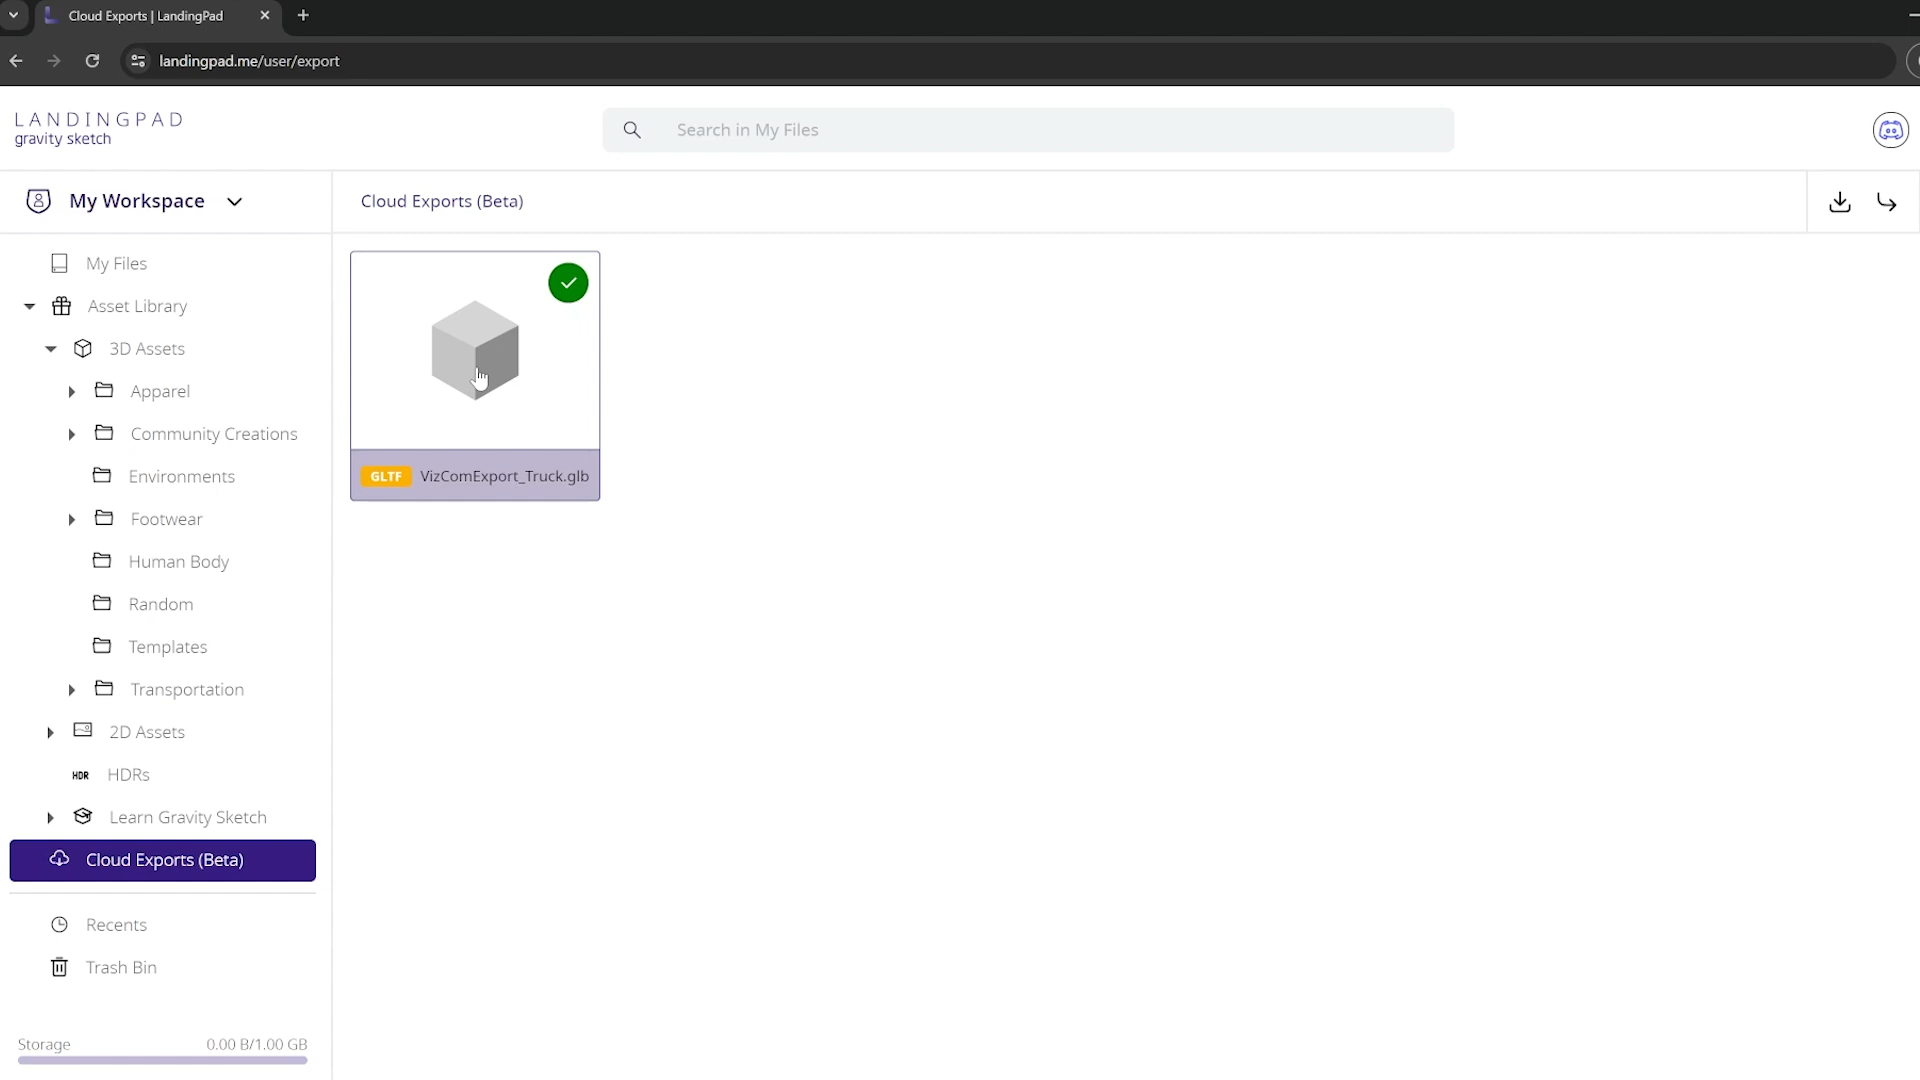 Cloud Exports | LandingPad
landingpad.me/user/export
LANDINGPAD
gravity sketch
Search in My Files
My Workspace
Cloud Exports (Beta)
My Files
Asset Library
3D Assets
Apparel
Community Creations
Environments
Footwear
Human Body
Random
Templates
Transportation
2D Assets
HDR HDRs
Learn Gravity Sketch
Cloud Exports (Beta)
Recents
Trash Bin
Storage 0.00 B/1.00 GB
GLTF VizComExport_Truck.glb